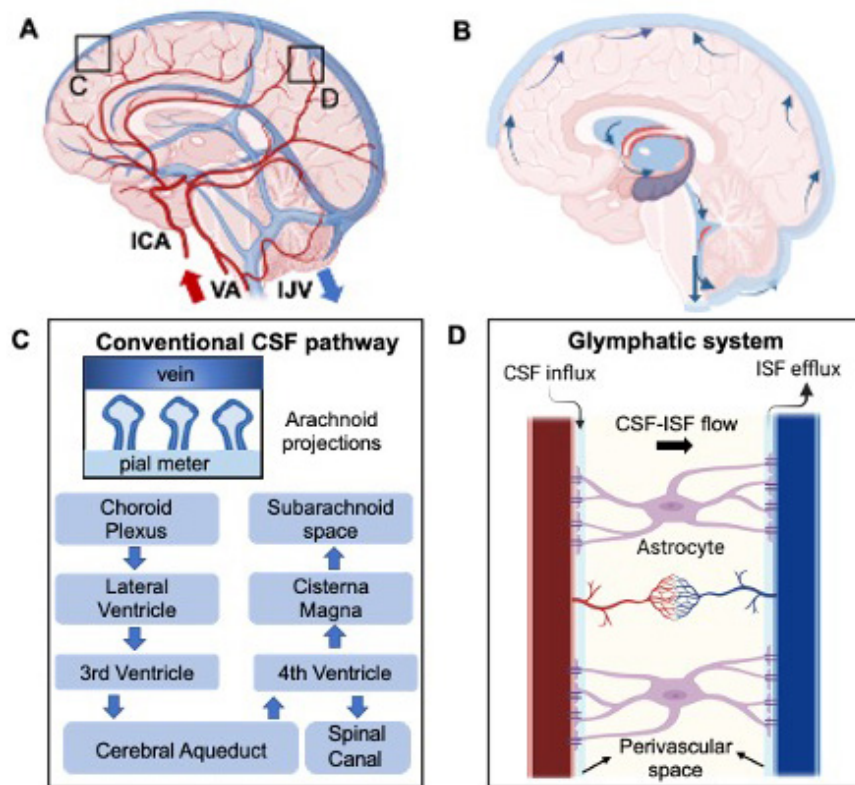 A
C
D
ICA
VA
IJV
B
C
Conventional CSF pathway
vein
Arachnoid
projections
pial meter
Choroid
Plexus
Subarachnoid
space
Lateral
Ventricle
Cisterna
Magna
3rd Ventricle
4th Ventricle
Cerebral Aqueduct
Spinal
Canal
D
Glymphatic system
CSF influx
ISF efflux
CSF-ISF flow
Astrocyte
Perivascular
space